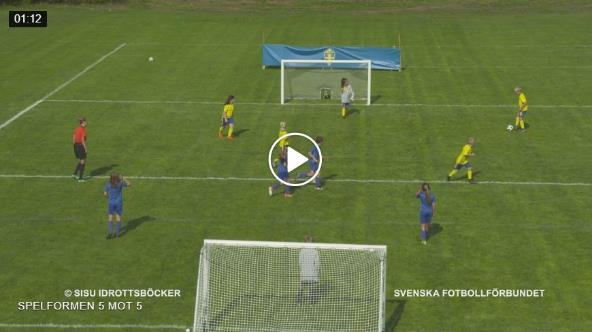 01:12
© SISU IDROTTSBÖCKER
SVENSKA FOTBOLLFÖRBUNDET
SPELFORMEN 5 MOT 5